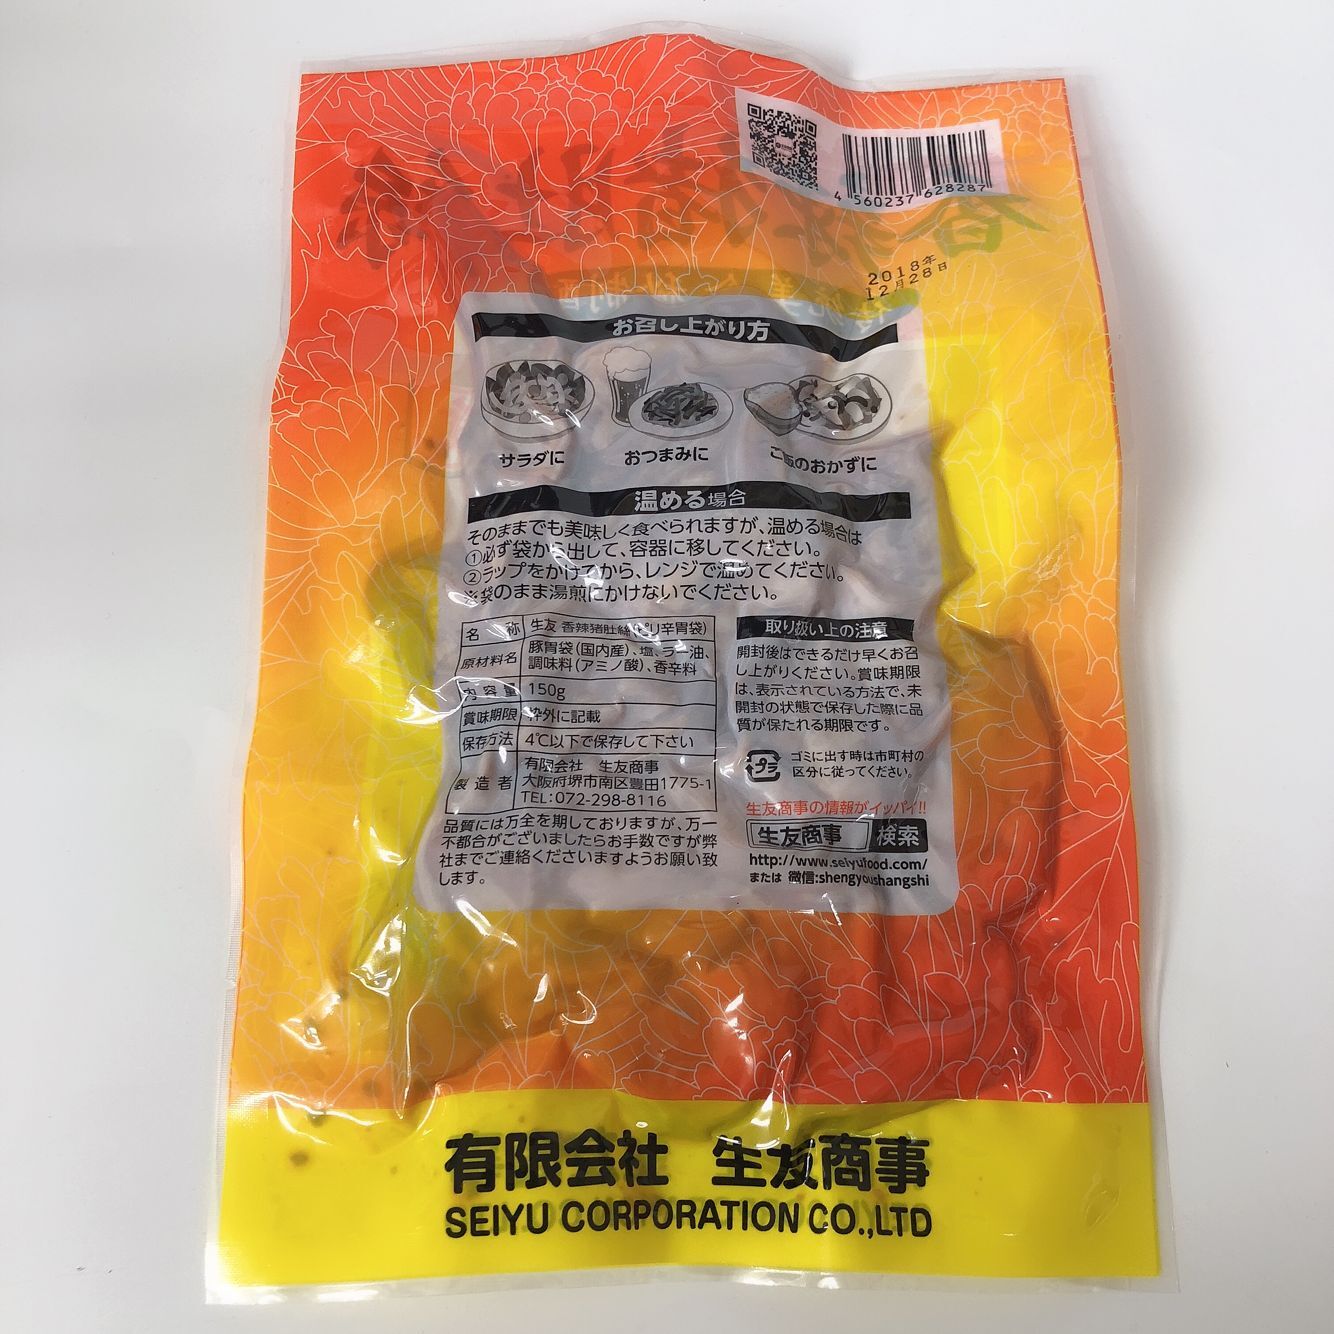 4 560237 628287
2018年
12月28日
お召し上がり方
サラダに
おつまみに
ご飯のおかずに
温める場合
そのままでも美味しく食べられますが、温める場合は
①必ず袋から出して、容器に移してください。
②ラップをかけてから、レンジで温めてください。
※袋のまま湯煎にかけないでください。
名 称 生友 香辣猪肚絲(ピリ辛胃袋)
原材料名 豚胃袋(国内産)、塩、ラー油、
調味料(アミノ酸)、香辛料
内容量 150g
賞味期限 枠外に記載
保存方法 4℃以下で保存して下さい
製造者 有限会社 生友商事
大阪府堺市南区豊田1775-1
TEL:072-298-8116
品質には万全を期しておりますが、万一
不都合がございましたらお手数ですが弊
社までご連絡くださいますようお願い致
します。
取り扱い上の注意
開封後はできるだけ早くお召
し上がりください。賞味期限
は、表示されている方法で、未
開封の状態で保存した際に品
質が保たれる期限です。
プラ ゴミに出す時は市町村の
区分に従ってください。
生友商事の情報がイッパイ!!
生友商事 検索
http://www.seiyufood.com/
または 微信:shengyoushangshi
有限会社 生友商事
SEIYU CORPORATION CO.,LTD